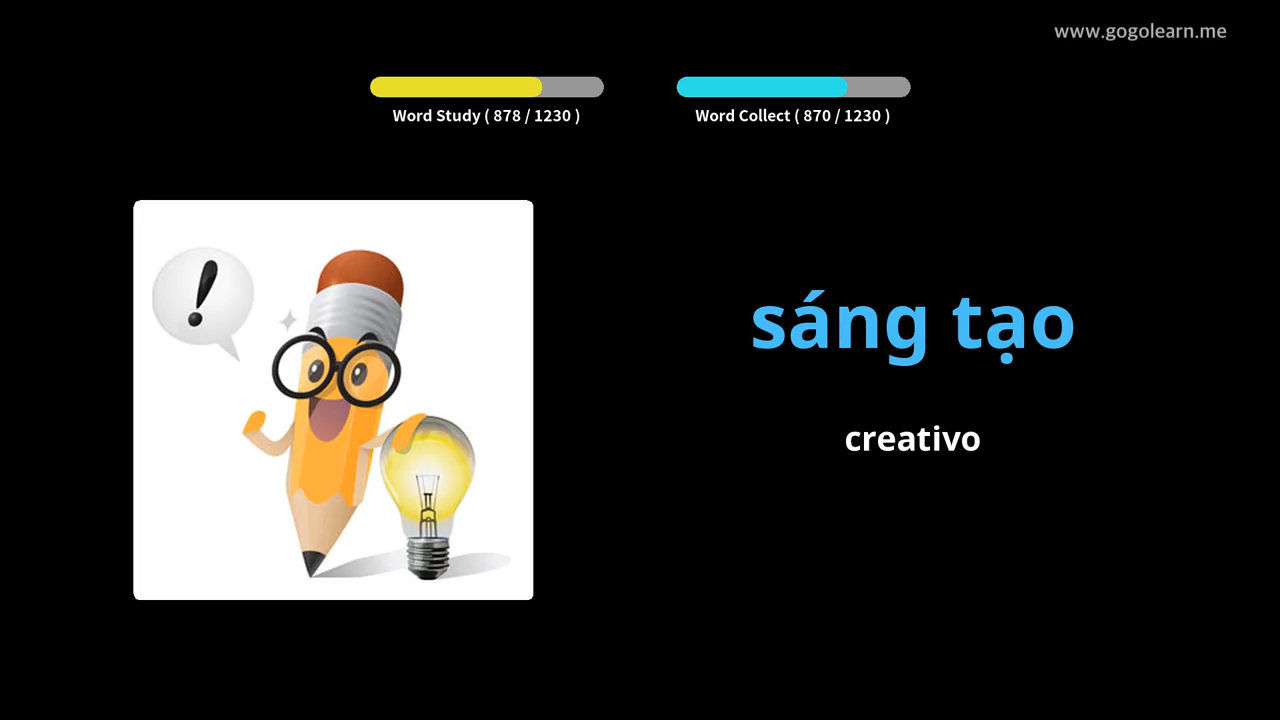 www.gogolearn.me
Word Study ( 878 / 1230 )
Word Collect ( 870 / 1230 )
!
sáng tạo
creativo